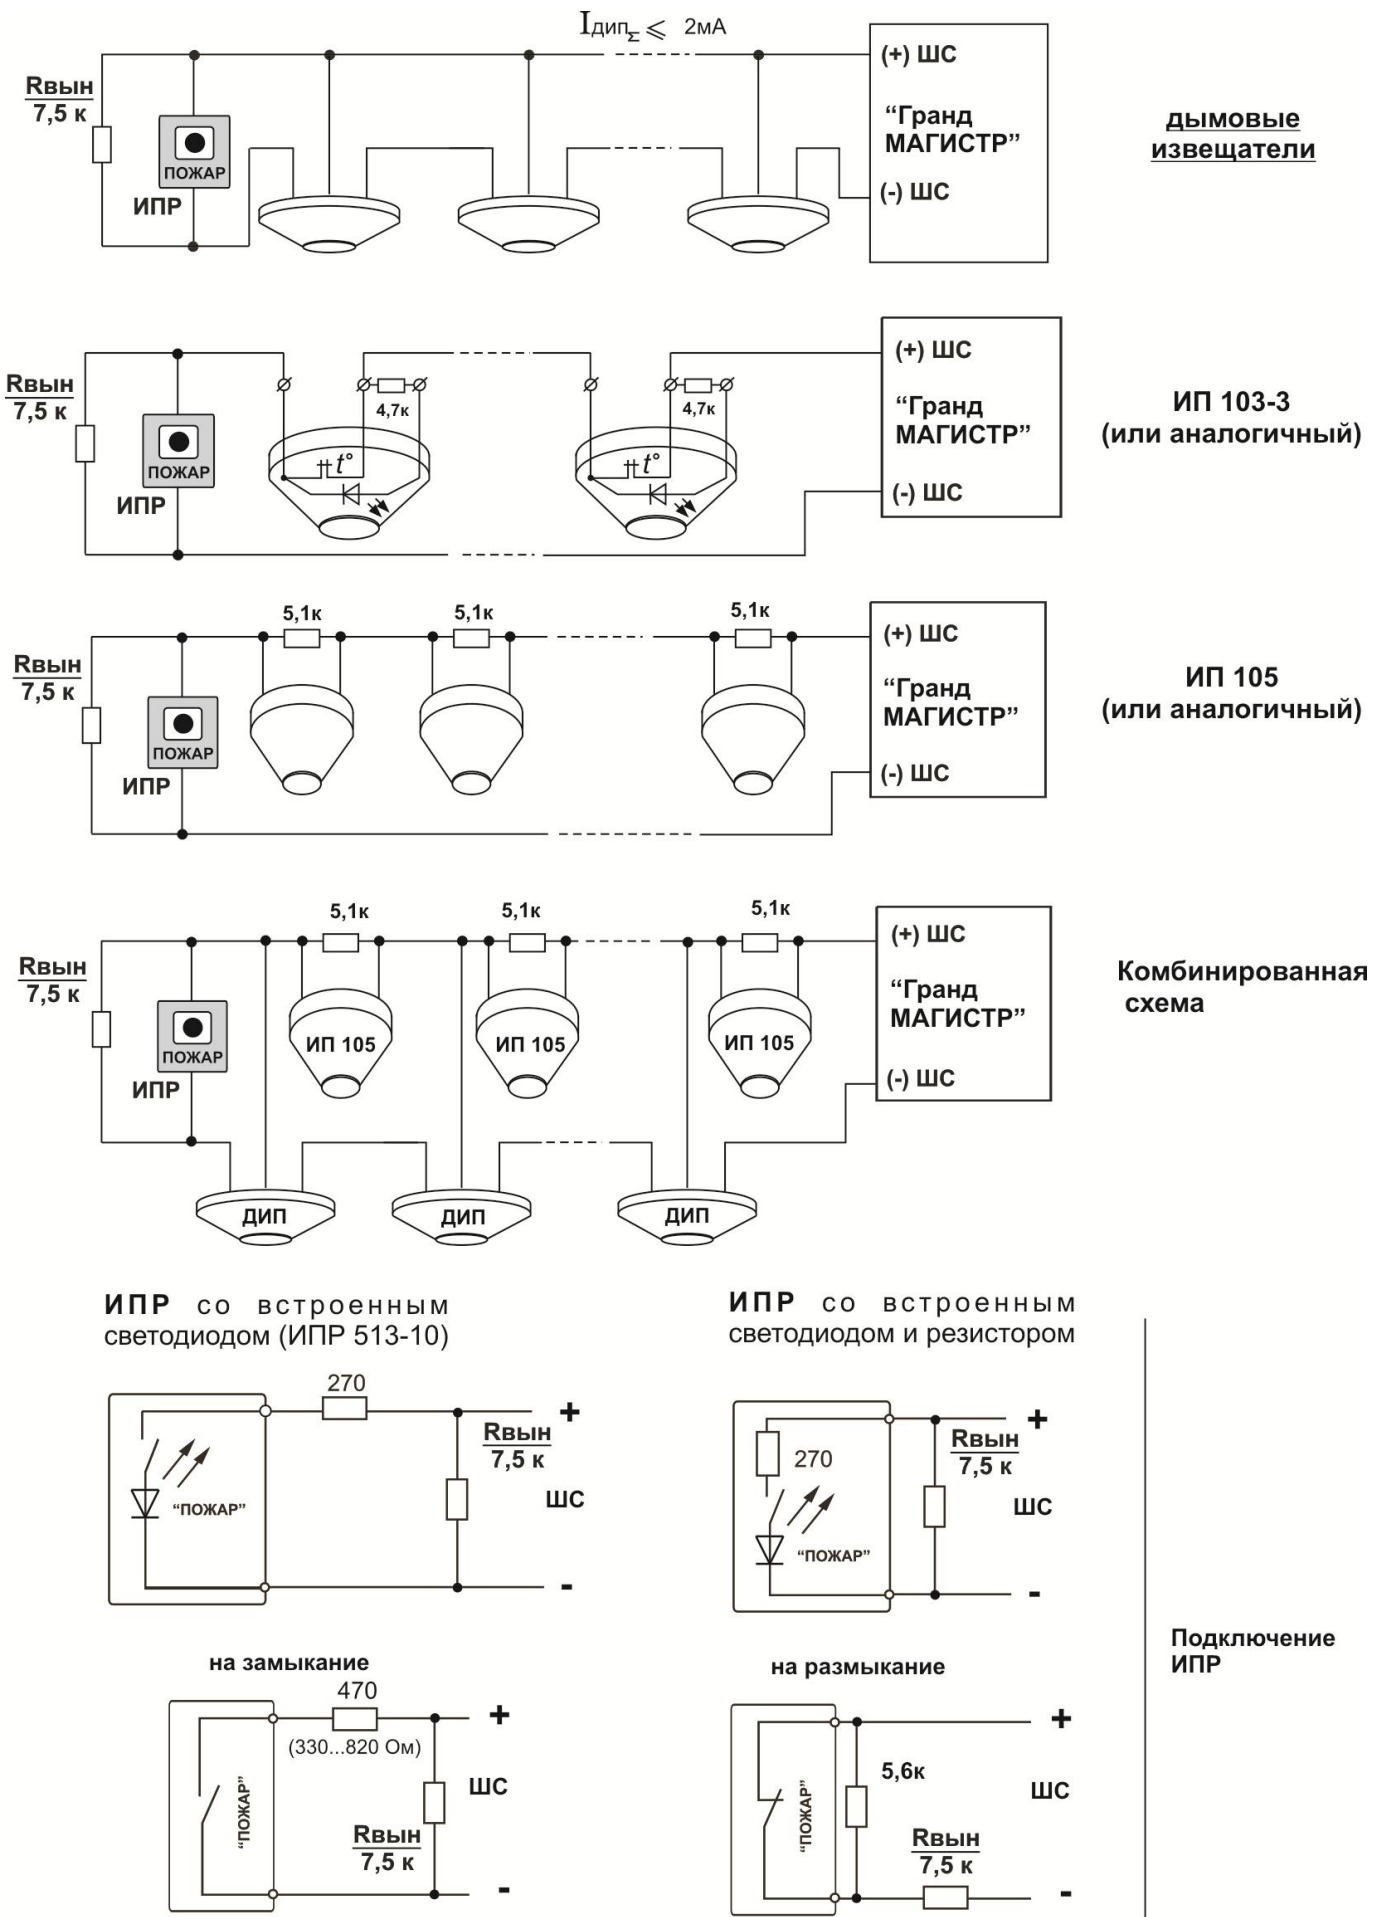 Iдип Σ ⩽ 2мА
Rвын
7,5 к
ПОЖАР
ИПР
(+) ШС
“Гранд
МАГИСТР”
(-) ШС
дымовые
извещатели
Rвын
7,5 к
ПОЖАР
ИПР
4,7к
t°
4,7к
t°
(+) ШС
“Гранд
МАГИСТР”
(-) ШС
ИП 103-3
(или аналогичный)
Rвын
7,5 к
ПОЖАР
ИПР
5,1к
5,1к
5,1к
(+) ШС
“Гранд
МАГИСТР”
(-) ШС
ИП 105
(или аналогичный)
Rвын
7,5 к
ПОЖАР
ИПР
5,1к
5,1к
5,1к
ИП 105
ИП 105
ИП 105
ДИП
ДИП
ДИП
(+) ШС
“Гранд
МАГИСТР”
(-) ШС
Комбинированная
схема
ИПР со встроенным
светодиодом (ИПР 513-10)
270
+
Rвын
7,5 к
ШС
“ПОЖАР”
-
ИПР со встроенным
светодиодом и резистором
+
Rвын
7,5 к
270
ШС
“ПОЖАР”
-
на замыкание
470
+
(330...820 Ом)
ШС
“ПОЖАР”
Rвын
7,5 к
-
на размыкание
+
5,6к
ШС
“ПОЖАР”
Rвын
7,5 к
-
Подключение
ИПР